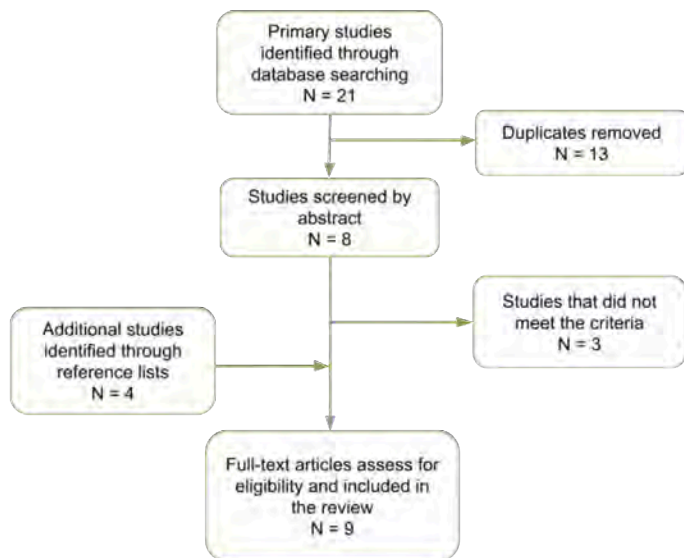 Primary studies
identified through
database searching
N = 21
Duplicates removed
N = 13
Studies screened by
abstract
N = 8
Studies that did not
meet the criteria
N = 3
Additional studies
identified through
reference lists
N = 4
Full-text articles assess for
eligibility and included in
the review
N = 9